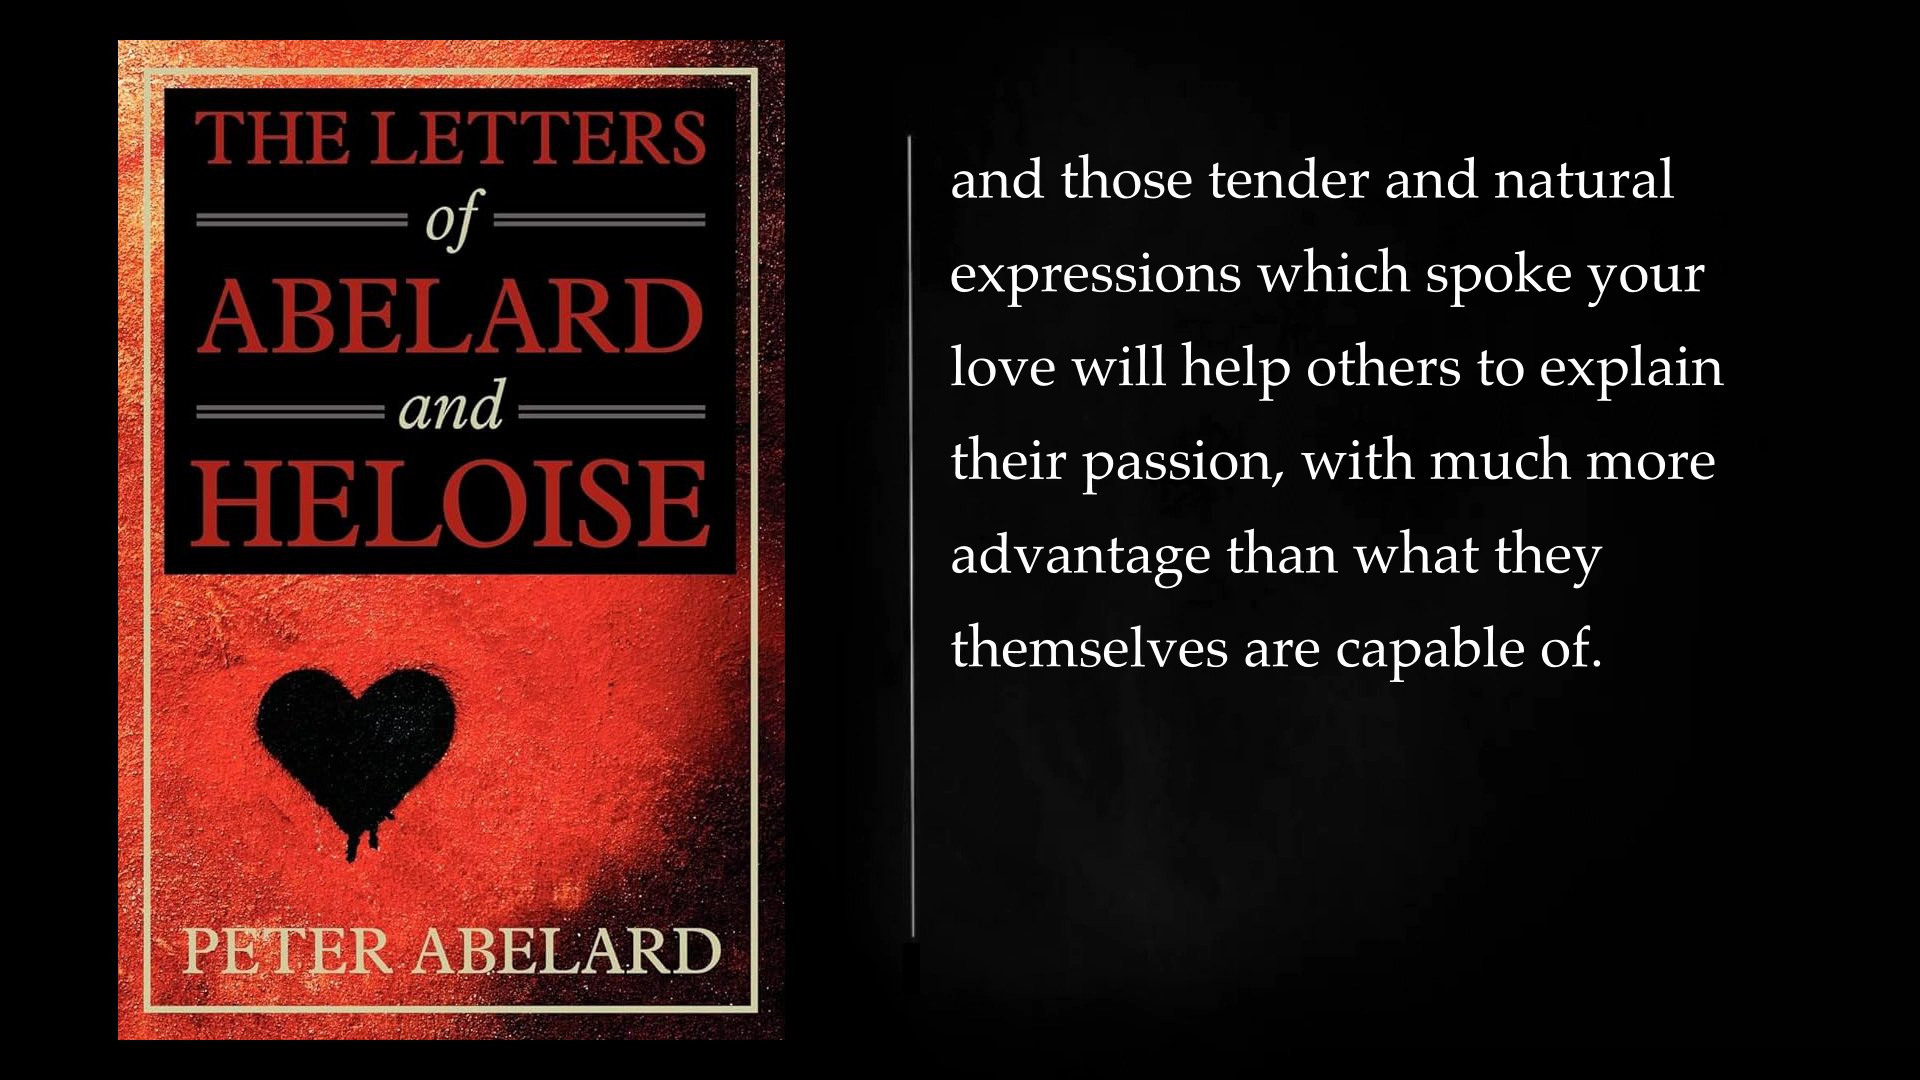 THE LETTERS
of
ABELARD
and
HELOISE
PETER ABELARD
and those tender and natural
expressions which spoke your
love will help others to explain
their passion, with much more
advantage than what they
themselves are capable of.